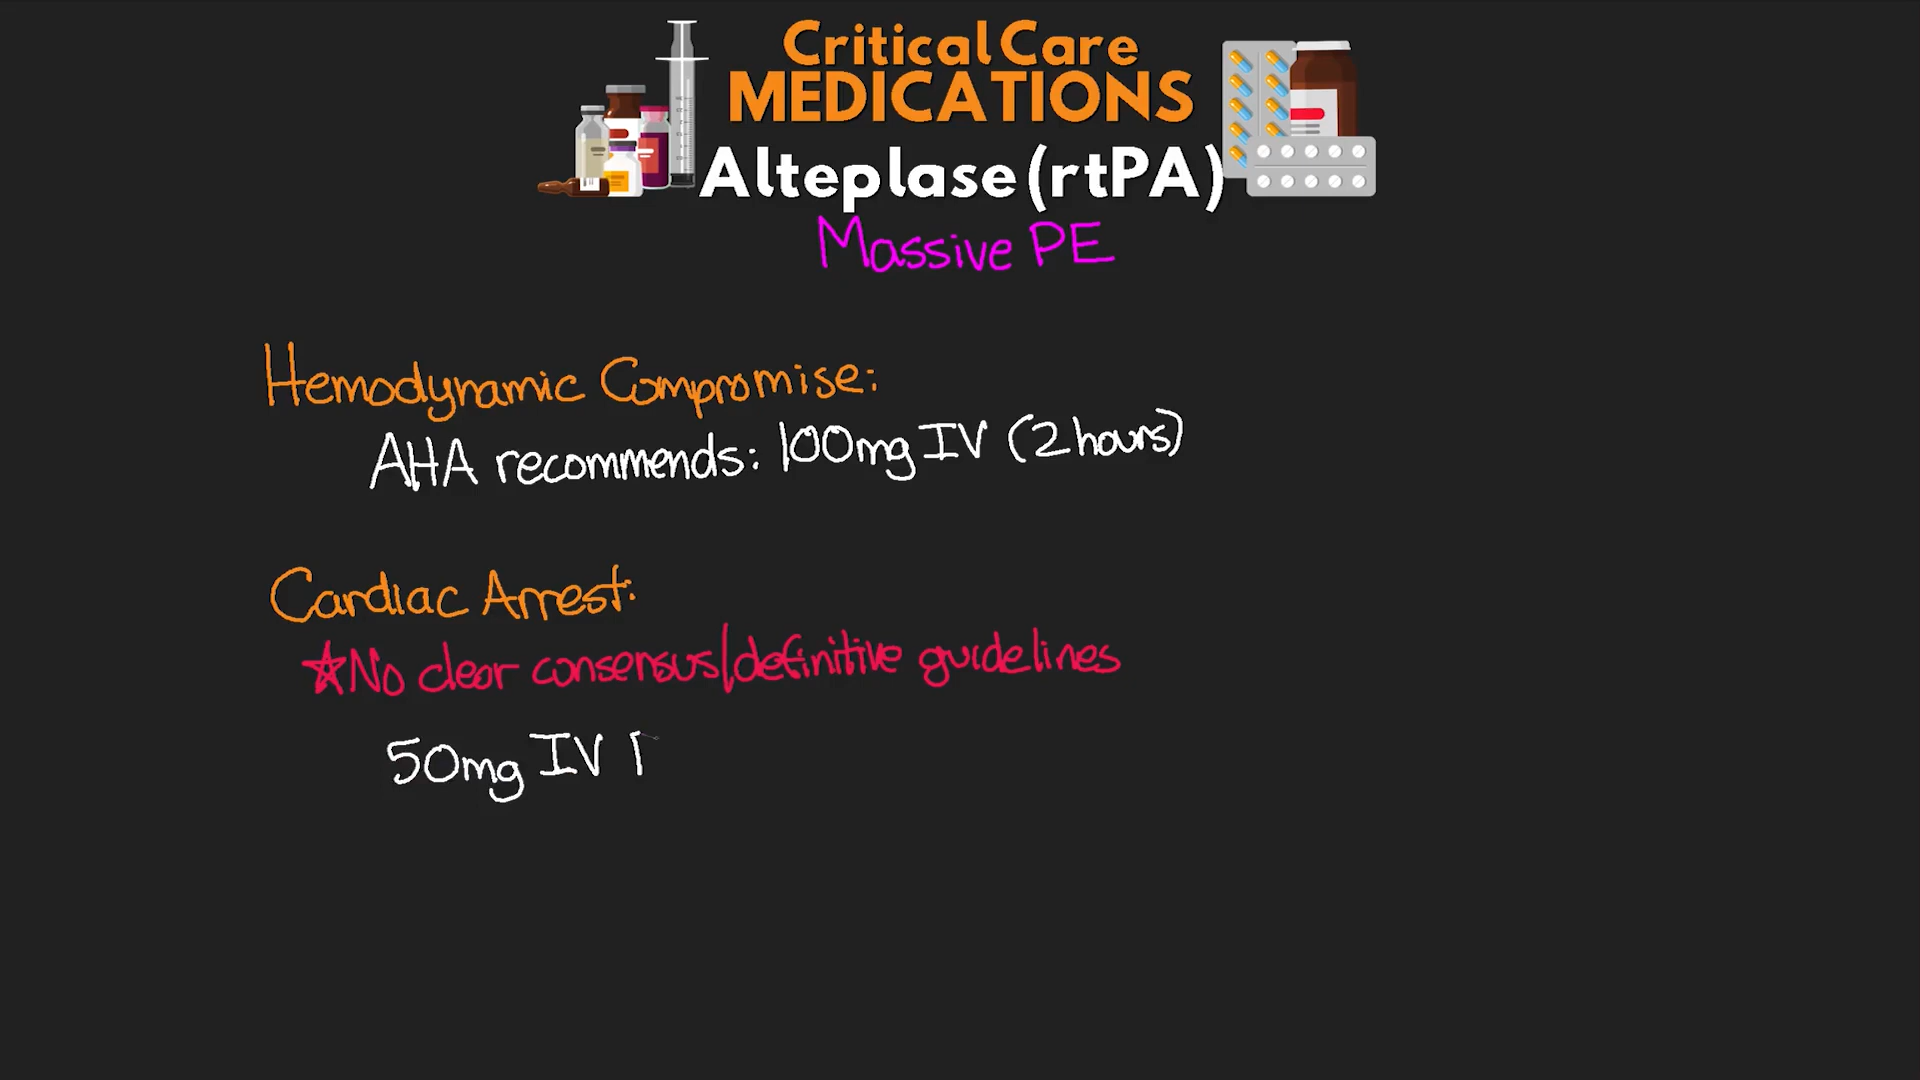 Critical Care
MEDICATIONS
Alteplase (rtPA)
Massive PE
Hemodynamic Compromise:
AHA recommends: 100mg IV (2 hours)
Cardiac Arrest:
☆No clear consensus/definitive guidelines
50mg IV